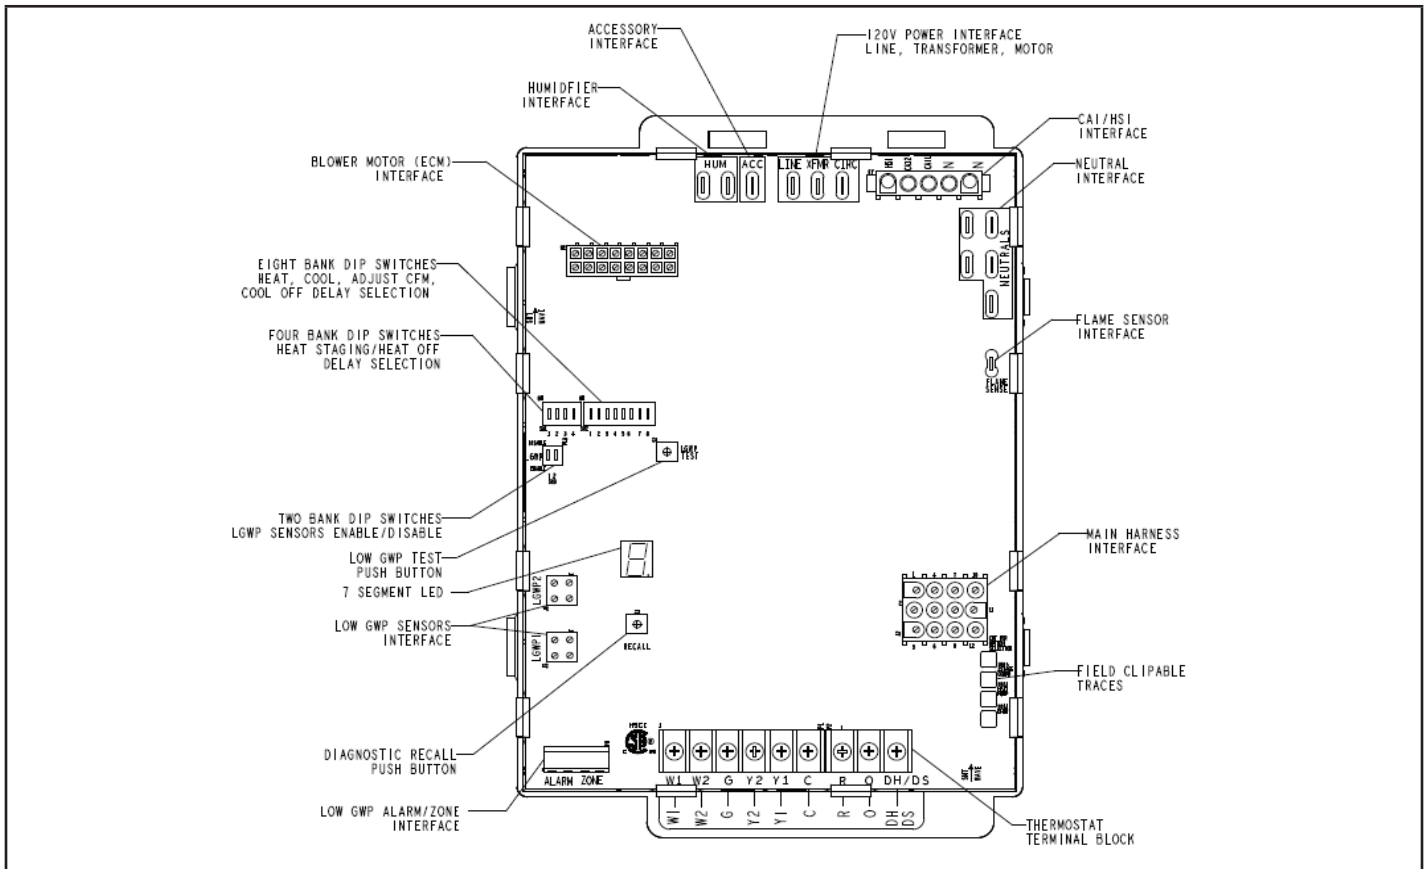 ACCESSORY
INTERFACE
120V POWER INTERFACE
LINE, TRANSFORMER, MOTOR
HUMIDFIER
INTERFACE
CAI/HSI
INTERFACE
BLOWER MOTOR (ECM)
INTERFACE
NEUTRAL
INTERFACE
HUM
ACC
LINE XFMR CIRC
HSI
N
N
NEUTRALS
EIGHT BANK DIP SWITCHES
HEAT, COOL, ADJUST CFM,
COOL OFF DELAY SELECTION
FOUR BANK DIP SWITCHES
HEAT STAGING/HEAT OFF
DELAY SELECTION
FLAME SENSOR
INTERFACE
FLAME
SENSE
LGWP
TEST
TWO BANK DIP SWITCHES
LGWP SENSORS ENABLE/DISABLE
LOW GWP TEST
PUSH BUTTON
7 SEGMENT LED
MAIN HARNESS
INTERFACE
LGWP2
LOW GWP SENSORS
INTERFACE
LGWP1
RECALL
FIELD CLIPABLE
TRACES
DIAGNOSTIC RECALL
PUSH BUTTON
ALARM ZONE
W1 W2 G Y2 Y1 C R O DH/DS
LOW GWP ALARM/ZONE
INTERFACE
W1
W2
G
Y2
Y1
C
R
O
DH
DS
THERMOSTAT
TERMINAL BLOCK